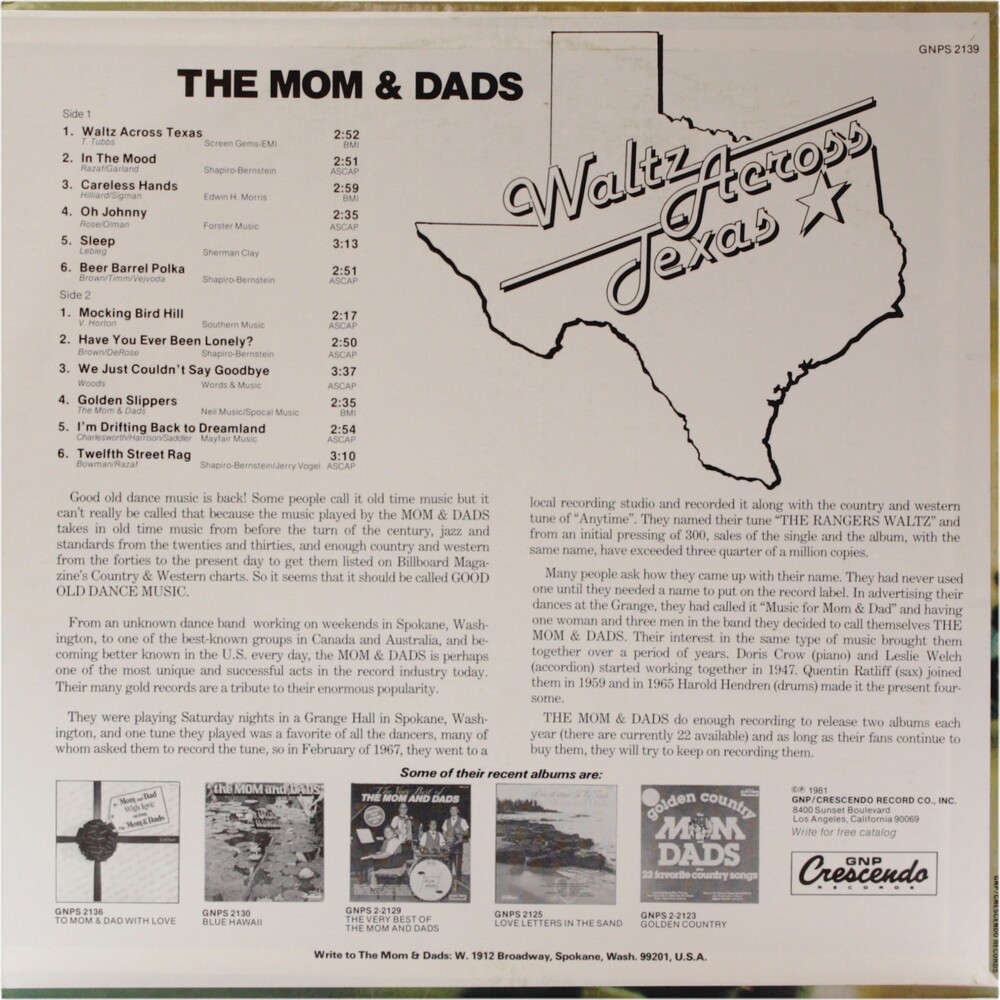 GNPS 2139
THE MOM & DADS
Waltz Across Texas
Side 1
1. Waltz Across Texas 2:52
T. Tubbs Screen Gems-EMI BMI
2. In The Mood 2:51
Razaf/Garland Shapiro-Bernstein ASCAP
3. Careless Hands 2:59
Hilliard/Sigman Edwin H. Morris BMI
4. Oh Johnny 2:35
Rose/Olman Forster Music ASCAP
5. Sleep 3:13
Lebieg Sherman Clay
6. Beer Barrel Polka 2:51
Brown/Timm/Vejvoda Shapiro-Bernstein ASCAP
Side 2
1. Mocking Bird Hill 2:17
V. Horton Southern Music ASCAP
2. Have You Ever Been Lonely? 2:50
Brown/DeRose Shapiro-Bernstein ASCAP
3. We Just Couldn't Say Goodbye 3:37
Woods Words & Music ASCAP
4. Golden Slippers 2:35
The Mom & Dads Neil Music/Spocal Music BMI
5. I'm Drifting Back to Dreamland 2:54
Charlesworth/Harrison/Saddler Mayfair Music ASCAP
6. Twelfth Street Rag 3:10
Bowman/Razaf Shapiro-Bernstein/Jerry Vogel ASCAP
Good old dance music is back! Some people call it old time music but it
can't really be called that because the music played by the MOM & DADS
takes in old time music from before the turn of the century, jazz and
standards from the twenties and thirties, and enough country and western
from the forties to the present day to get them listed on Billboard Maga-
zine's Country & Western charts. So it seems that it should be called GOOD
OLD DANCE MUSIC.
From an unknown dance band working on weekends in Spokane, Wash-
ington, to one of the best-known groups in Canada and Australia, and be-
coming better known in the U.S. every day, the MOM & DADS is perhaps
one of the most unique and successful acts in the record industry today.
Their many gold records are a tribute to their enormous popularity.
They were playing Saturday nights in a Grange Hall in Spokane, Wash-
ington, and one tune they played was a favorite of all the dancers, many of
whom asked them to record the tune, so in February of 1967, they went to a
local recording studio and recorded it along with the country and western
tune of "Anytime". They named their tune "THE RANGERS WALTZ" and
from an initial pressing of 300, sales of the single and the album, with the
same name, have exceeded three quarter of a million copies.
Many people ask how they came up with their name. They had never used
one until they needed a name to put on the record label. In advertising their
dances at the Grange, they had called it "Music for Mom & Dad" and having
one woman and three men in the band they decided to call themselves THE
MOM & DADS. Their interest in the same type of music brought them
together over a period of years. Doris Crow (piano) and Leslie Welch
(accordion) started working together in 1947. Quentin Ratliff (sax) joined
them in 1959 and in 1965 Harold Hendren (drums) made it the present four-
some.
THE MOM & DADS do enough recording to release two albums each
year (there are currently 22 available) and as long as their fans continue to
buy them, they will try to keep on recording them.
Some of their recent albums are:
To Mom and Dad
With Love
Mom & Dads
the MOM and DADS
The Very Best of
THE MOM AND DADS
golden country
MOM
DADS
22 favorite country songs
GNPS 2136
TO MOM & DAD WITH LOVE
GNPS 2130
BLUE HAWAII
GNPS 2-2129
THE VERY BEST OF
THE MOM AND DADS
GNPS 2125
LOVE LETTERS IN THE SAND
GNPS 2-2123
GOLDEN COUNTRY
©℗ 1981
GNP/CRESCENDO RECORD CO., INC.
8400 Sunset Boulevard
Los Angeles, California 90069
Write for free catalog
GNP
Crescendo
RECORDS
Write to The Mom & Dads: W. 1912 Broadway, Spokane, Wash. 99201, U.S.A.